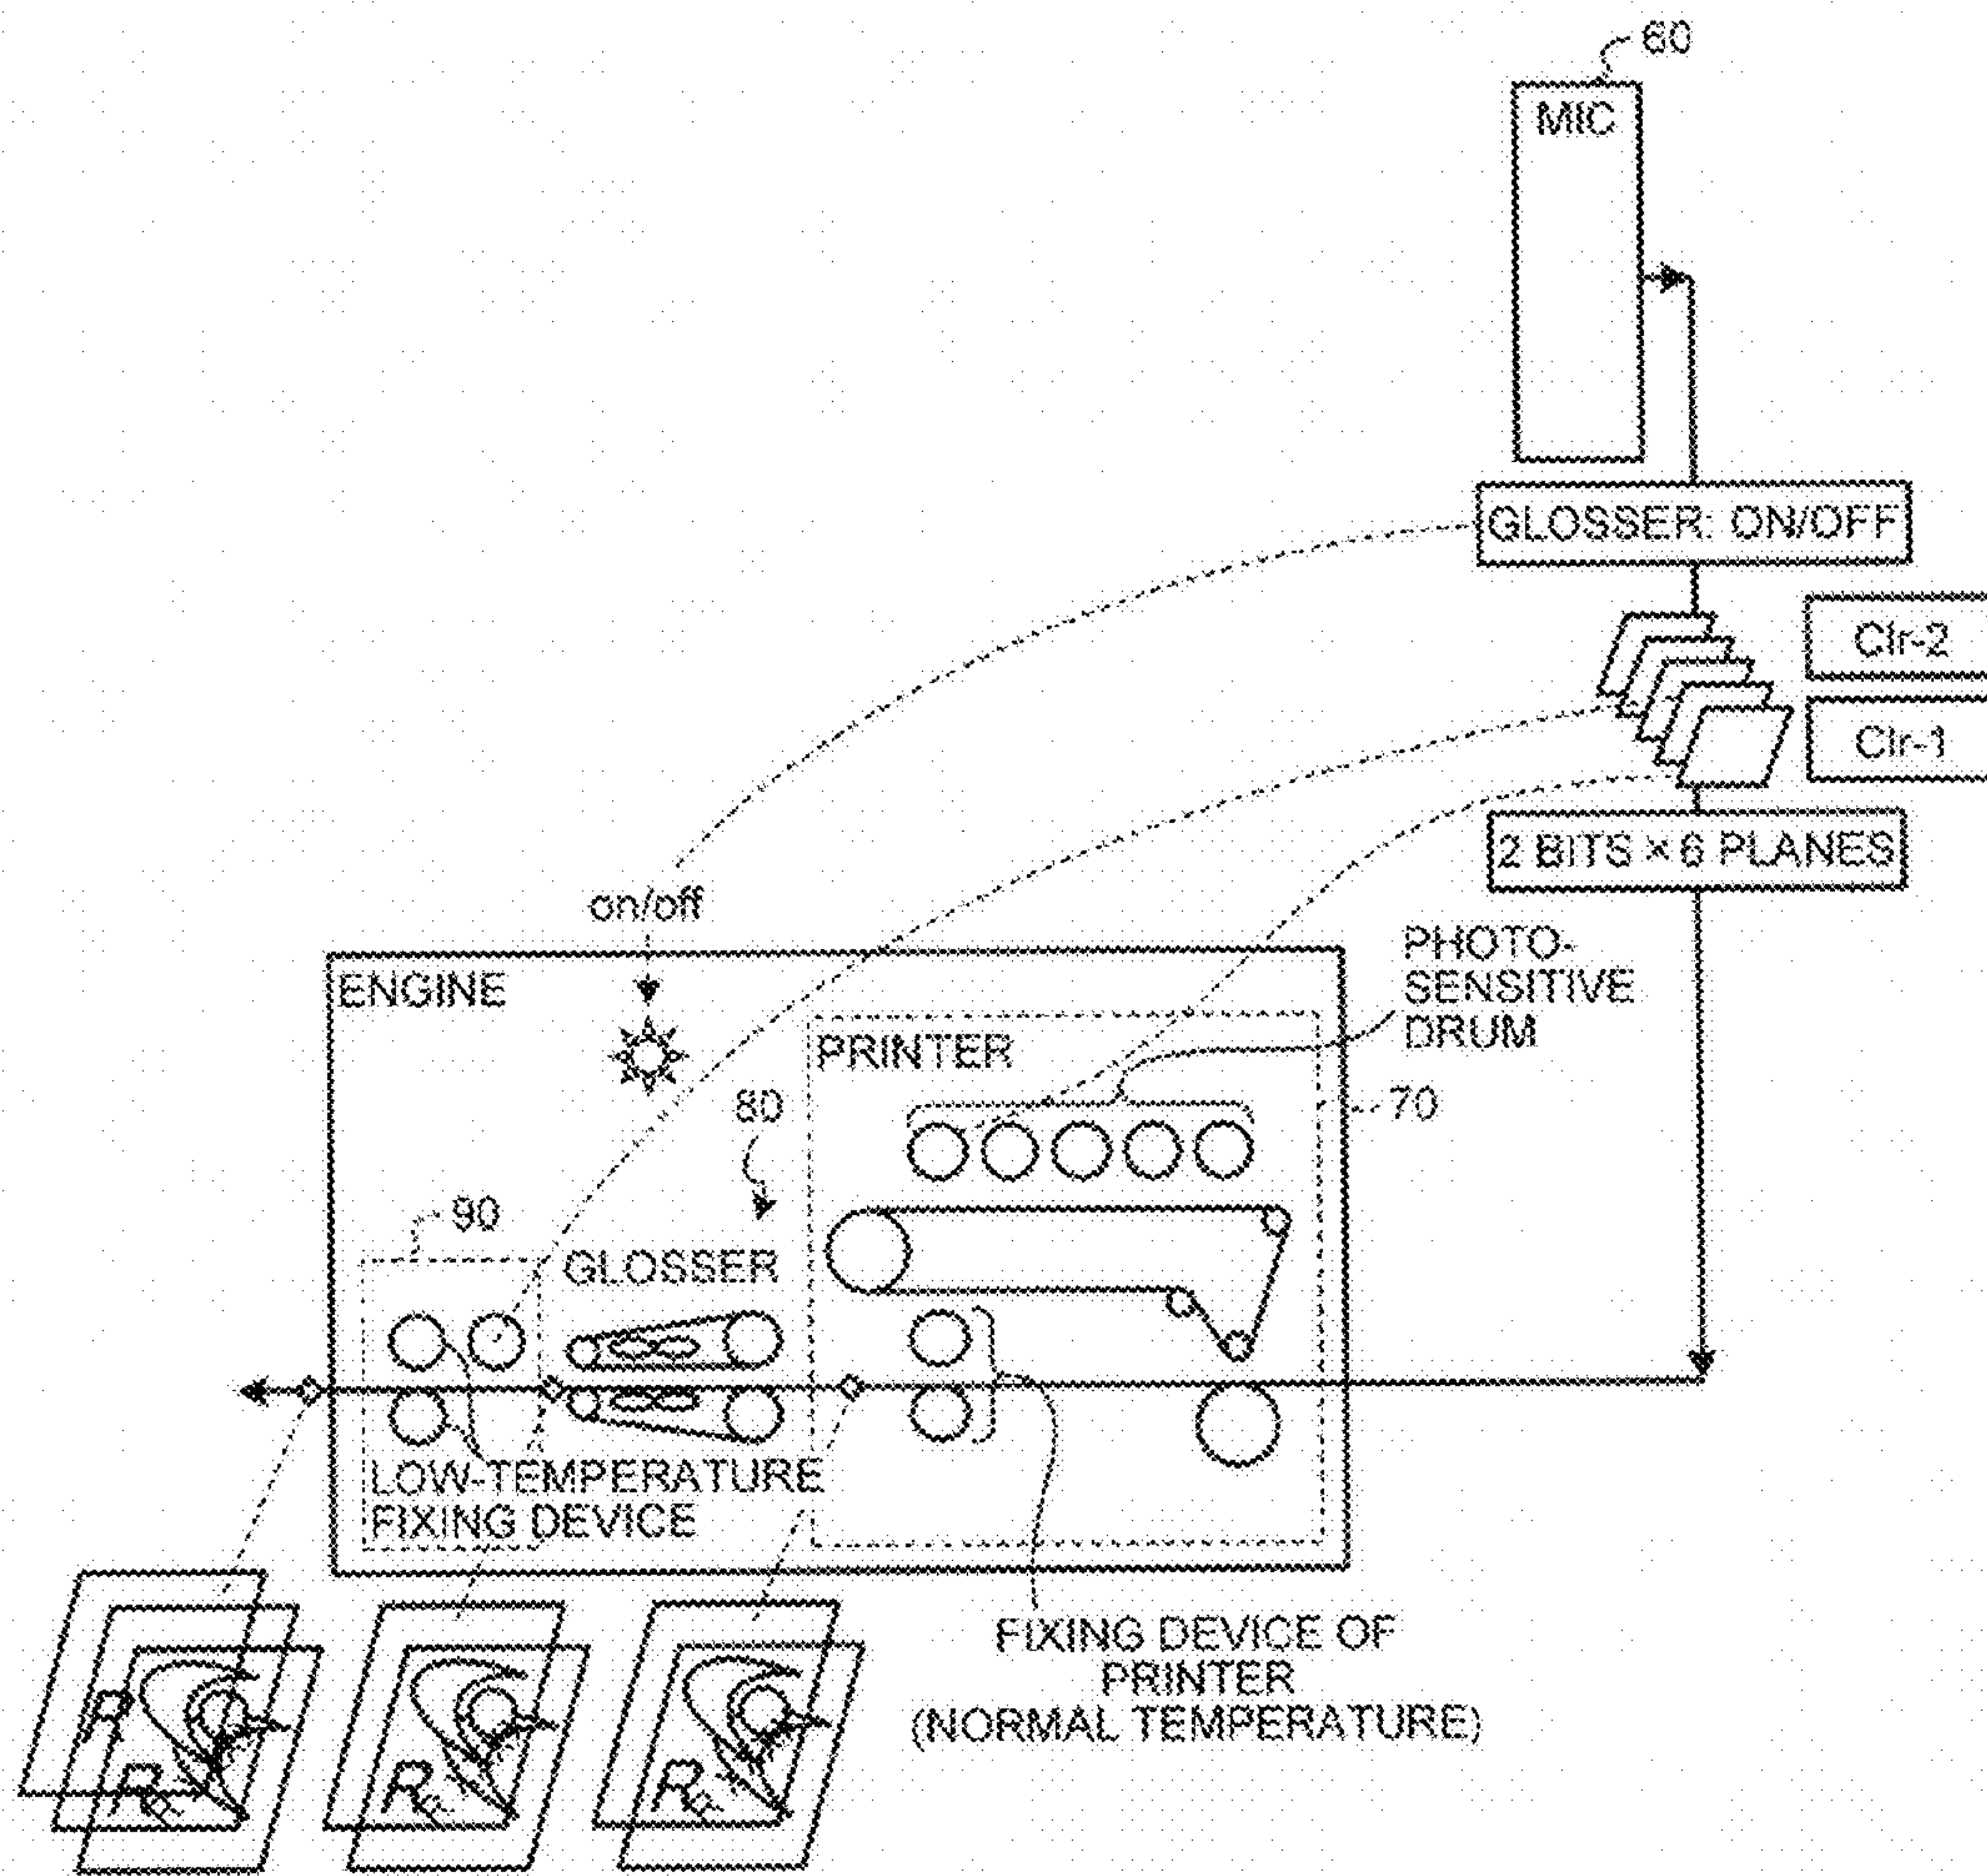 60
MIC
GLOSSER: ON/OFF
Clr-2
Clr-1
2 BITS × 6 PLANES
on/off
ENGINE
PHOTO-
SENSITIVE
DRUM
PRINTER
80
70
90
GLOSSER
LOW-TEMPERATURE
FIXING DEVICE
FIXING DEVICE OF
PRINTER
(NORMAL TEMPERATURE)
R
R
R